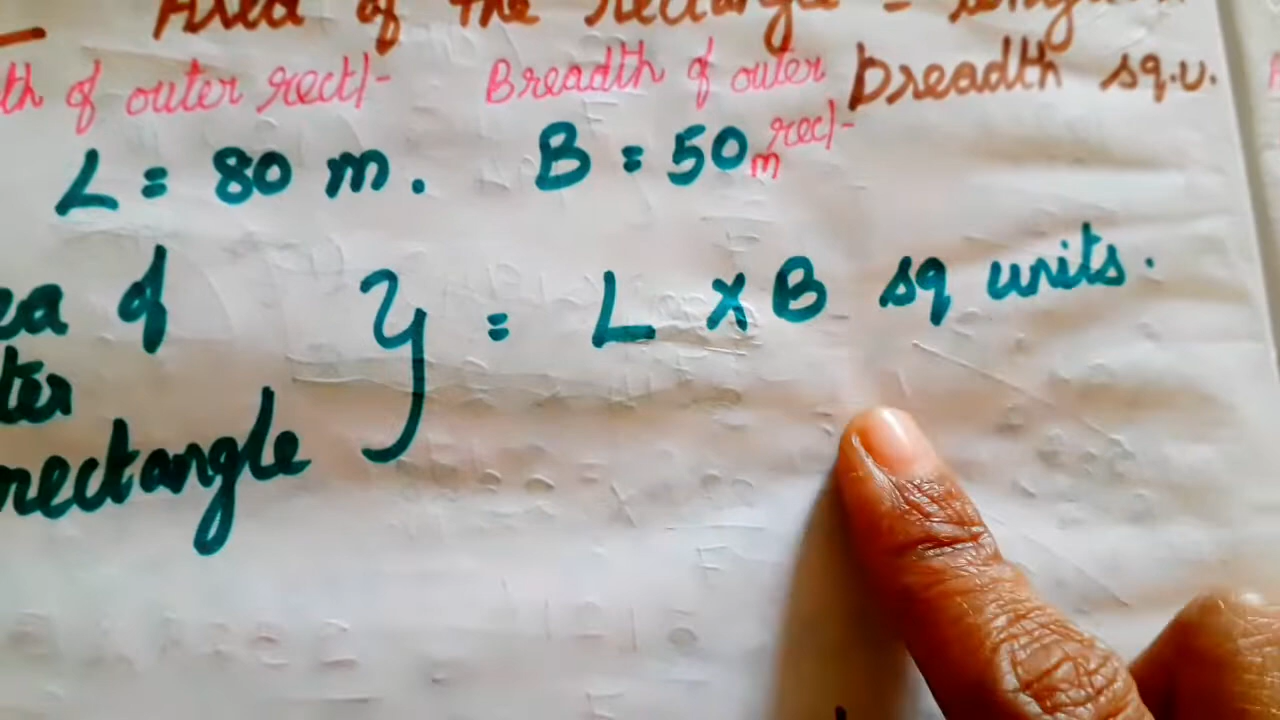 Area of the rectangle = length
th of outer rect/- Breadth of outer rect- breadth sq.u.
L = 80 m. B = 50 m
ea of } = L × B sq units.
ter
rectangle